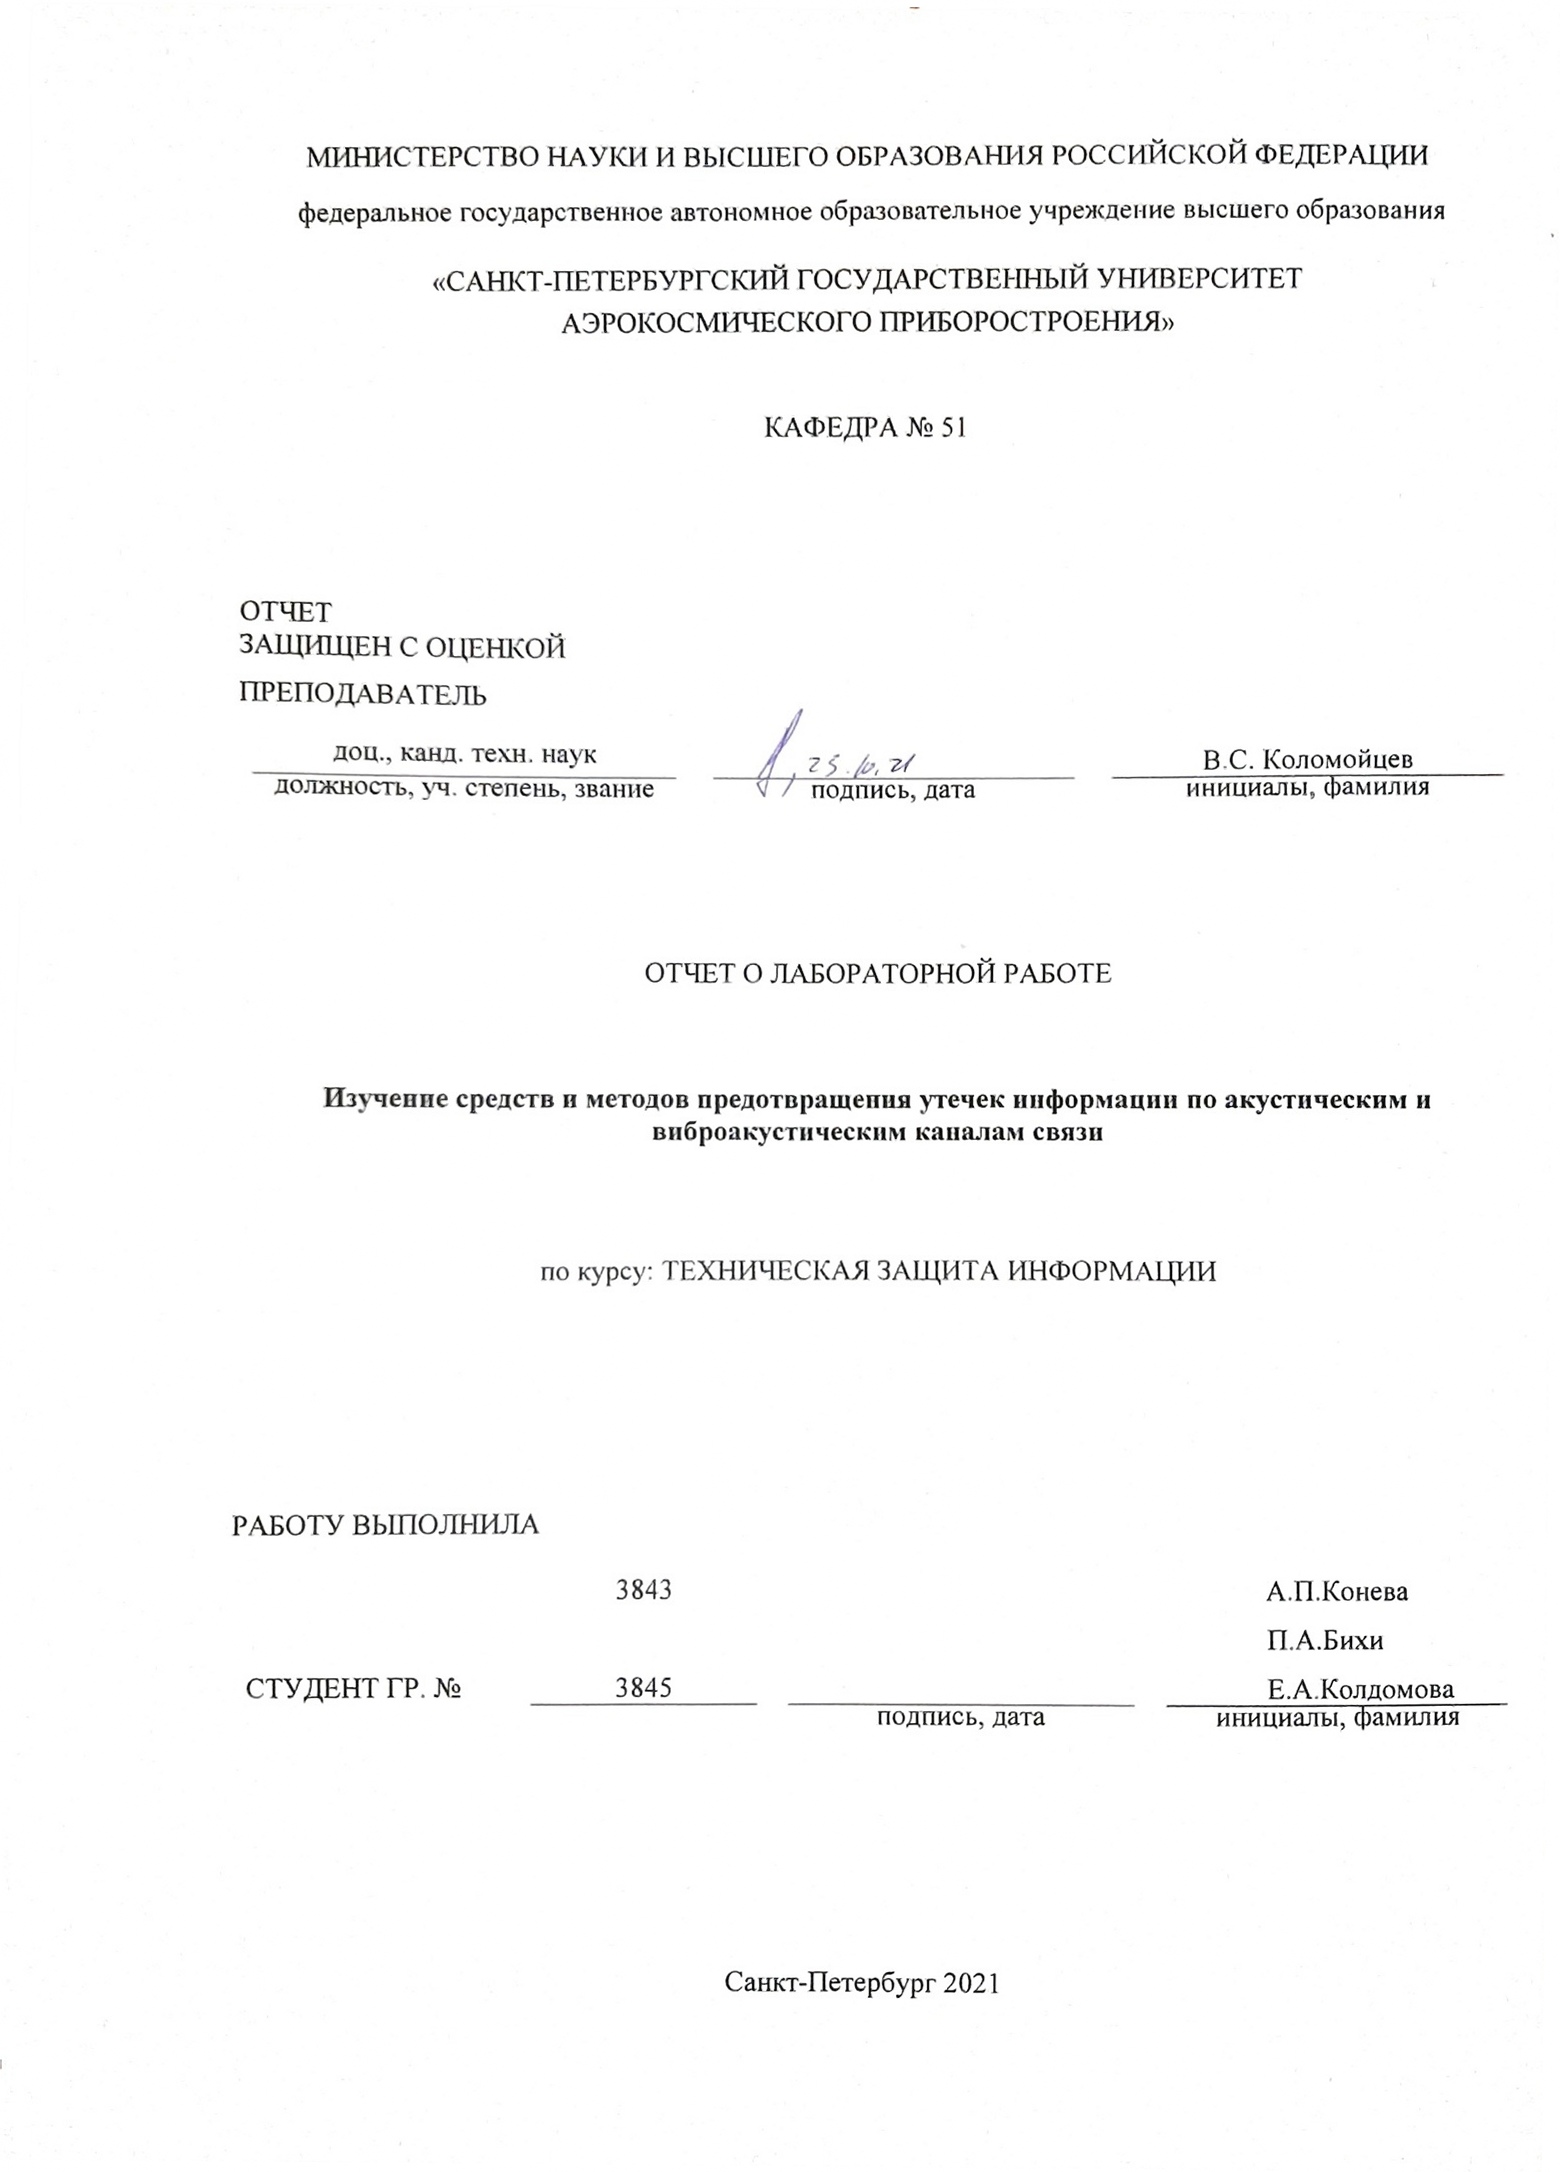 МИНИСТЕРСТВО НАУКИ И ВЫСШЕГО ОБРАЗОВАНИЯ РОССИЙСКОЙ ФЕДЕРАЦИИ
федеральное государственное автономное образовательное учреждение высшего образования
«САНКТ-ПЕТЕРБУРГСКИЙ ГОСУДАРСТВЕННЫЙ УНИВЕРСИТЕТ
АЭРОКОСМИЧЕСКОГО ПРИБОРОСТРОЕНИЯ»
КАФЕДРА № 51
ОТЧЕТ
ЗАЩИЩЕН С ОЦЕНКОЙ
ПРЕПОДАВАТЕЛЬ
доц., канд. техн. наук 25.10.21 В.С. Коломойцев
должность, уч. степень, звание подпись, дата инициалы, фамилия
ОТЧЕТ О ЛАБОРАТОРНОЙ РАБОТЕ
Изучение средств и методов предотвращения утечек информации по акустическим и
виброакустическим каналам связи
по курсу: ТЕХНИЧЕСКАЯ ЗАЩИТА ИНФОРМАЦИИ
РАБОТУ ВЫПОЛНИЛА
3843 А.П.Конева
П.А.Бихи
СТУДЕНТ ГР. № 3845 Е.А.Колдомова
подпись, дата инициалы, фамилия
Санкт-Петербург 2021